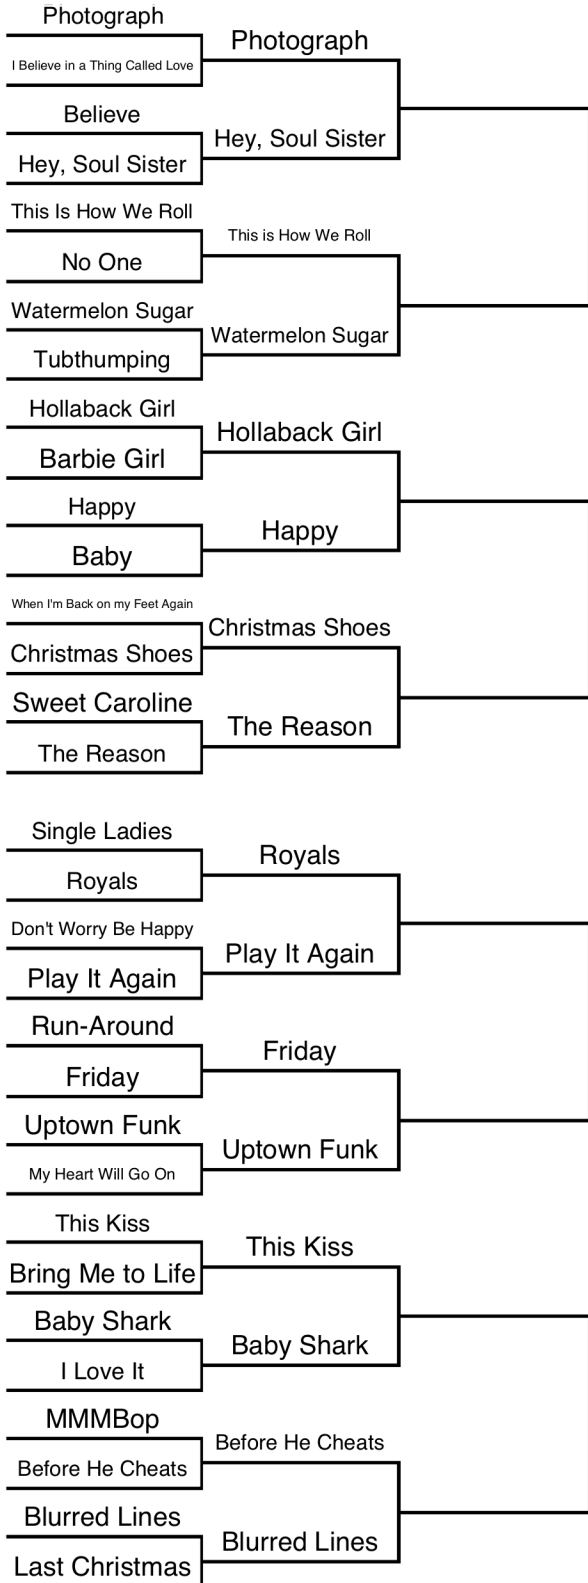 Photograph
I Believe in a Thing Called Love
Believe
Hey, Soul Sister
This Is How We Roll
No One
Watermelon Sugar
Tubthumping
Hollaback Girl
Barbie Girl
Happy
Baby
When I'm Back on my Feet Again
Christmas Shoes
Sweet Caroline
The Reason
Single Ladies
Royals
Don't Worry Be Happy
Play It Again
Run-Around
Friday
Uptown Funk
My Heart Will Go On
This Kiss
Bring Me to Life
Baby Shark
I Love It
MMMBop
Before He Cheats
Blurred Lines
Last Christmas
Photograph
Hey, Soul Sister
This is How We Roll
Watermelon Sugar
Hollaback Girl
Happy
Christmas Shoes
The Reason
Royals
Play It Again
Friday
Uptown Funk
This Kiss
Baby Shark
Before He Cheats
Blurred Lines